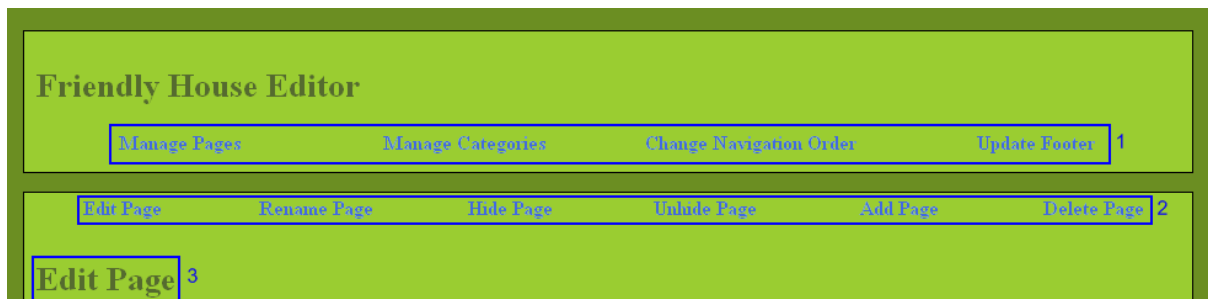 Friendly House Editor
Manage Pages Manage Categories Change Navigation Order Update Footer 1
Edit Page Rename Page Hide Page Unhide Page Add Page Delete Page 2
Edit Page 3